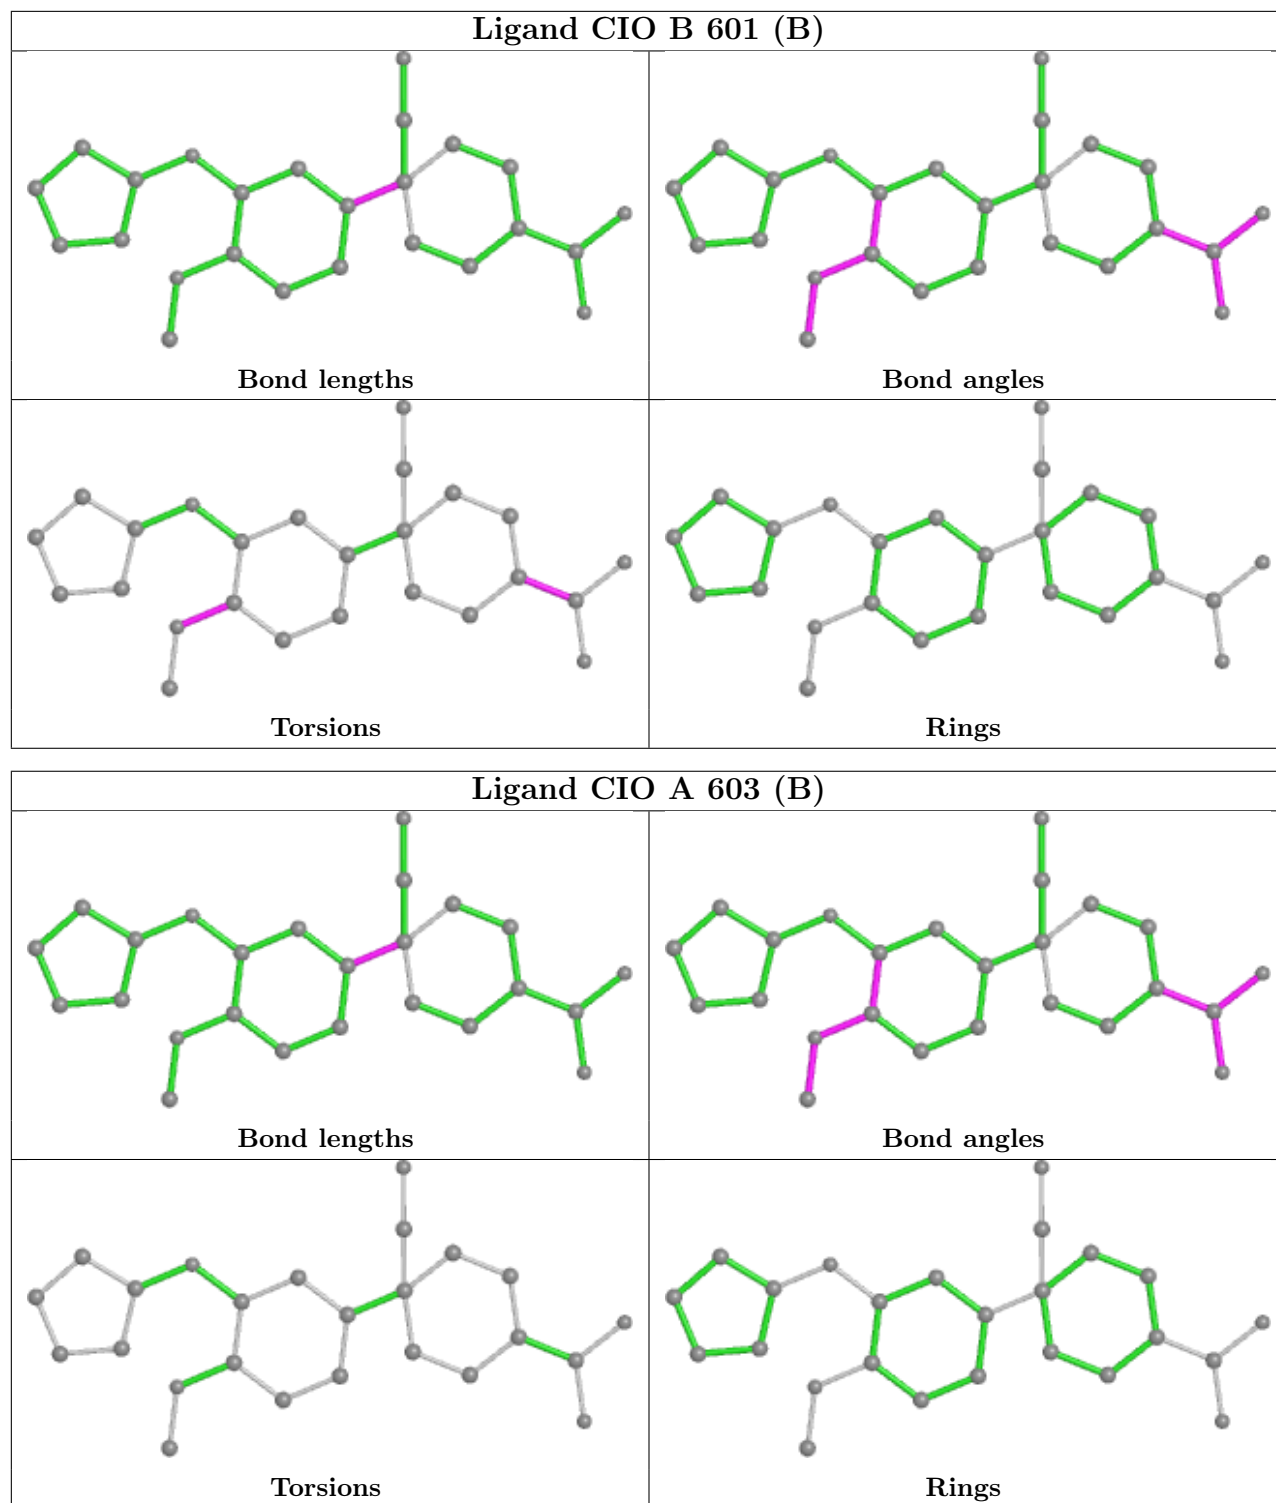 Ligand CIO B 601 (B)
Bond lengths
Bond angles
Torsions
Rings
Ligand CIO A 603 (B)
Bond lengths
Bond angles
Torsions
Rings